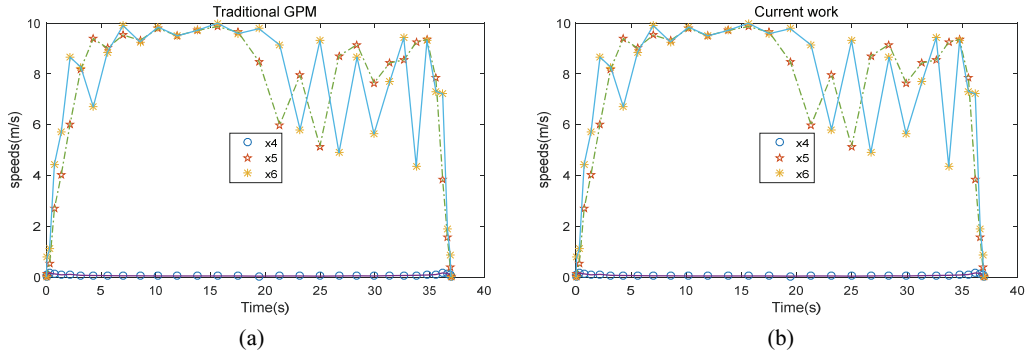 Traditional GPM
10
8
6
4
2
0
speeds(m/s)
x4
x5
x6
0 5 10 15 20 25 30 35 40
Time(s)
(a)
Current work
10
8
6
4
2
0
speeds(m/s)
x4
x5
x6
0 5 10 15 20 25 30 35 40
Time(s)
(b)